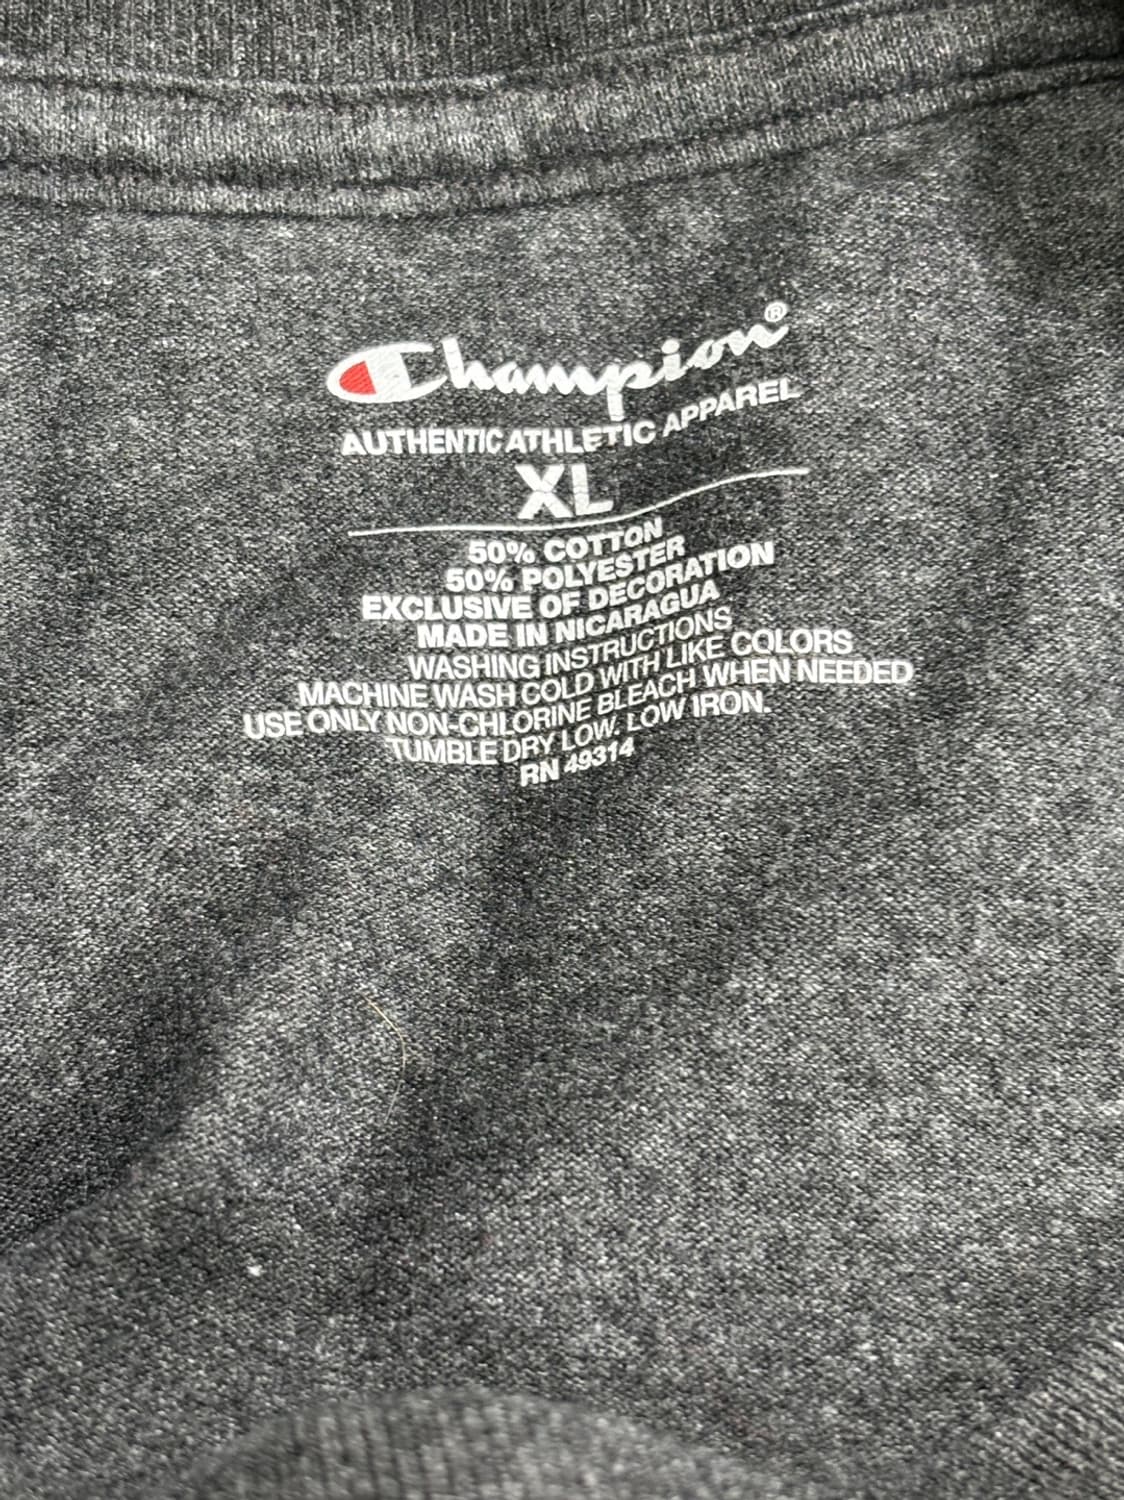 Champion®
AUTHENTIC ATHLETIC APPAREL
XL
50% COTTON
50% POLYESTER
EXCLUSIVE OF DECORATION
MADE IN NICARAGUA
WASHING INSTRUCTIONS
MACHINE WASH COLD WITH LIKE COLORS
USE ONLY NON-CHLORINE BLEACH WHEN NEEDED
TUMBLE DRY LOW. LOW IRON.
RN 49314